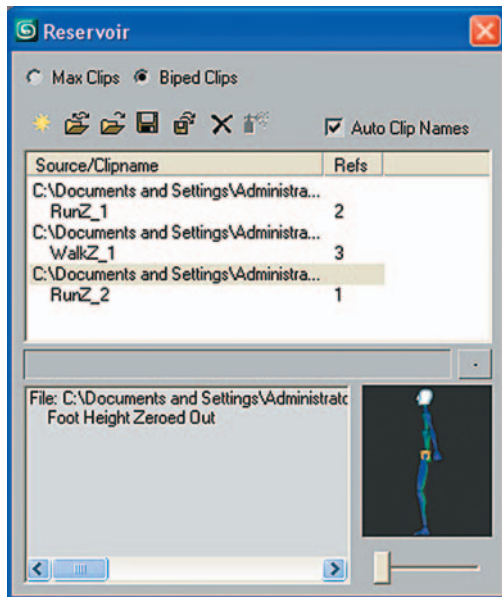 Reservoir
Max Clips Biped Clips
Auto Clip Names
Source/Clipname Refs
C:\Documents and Settings\Administra...
RunZ_1 2
C:\Documents and Settings\Administra...
WalkZ_1 3
C:\Documents and Settings\Administra...
RunZ_2 1
File: C:\Documents and Settings\Administrato
Foot Height Zeroed Out